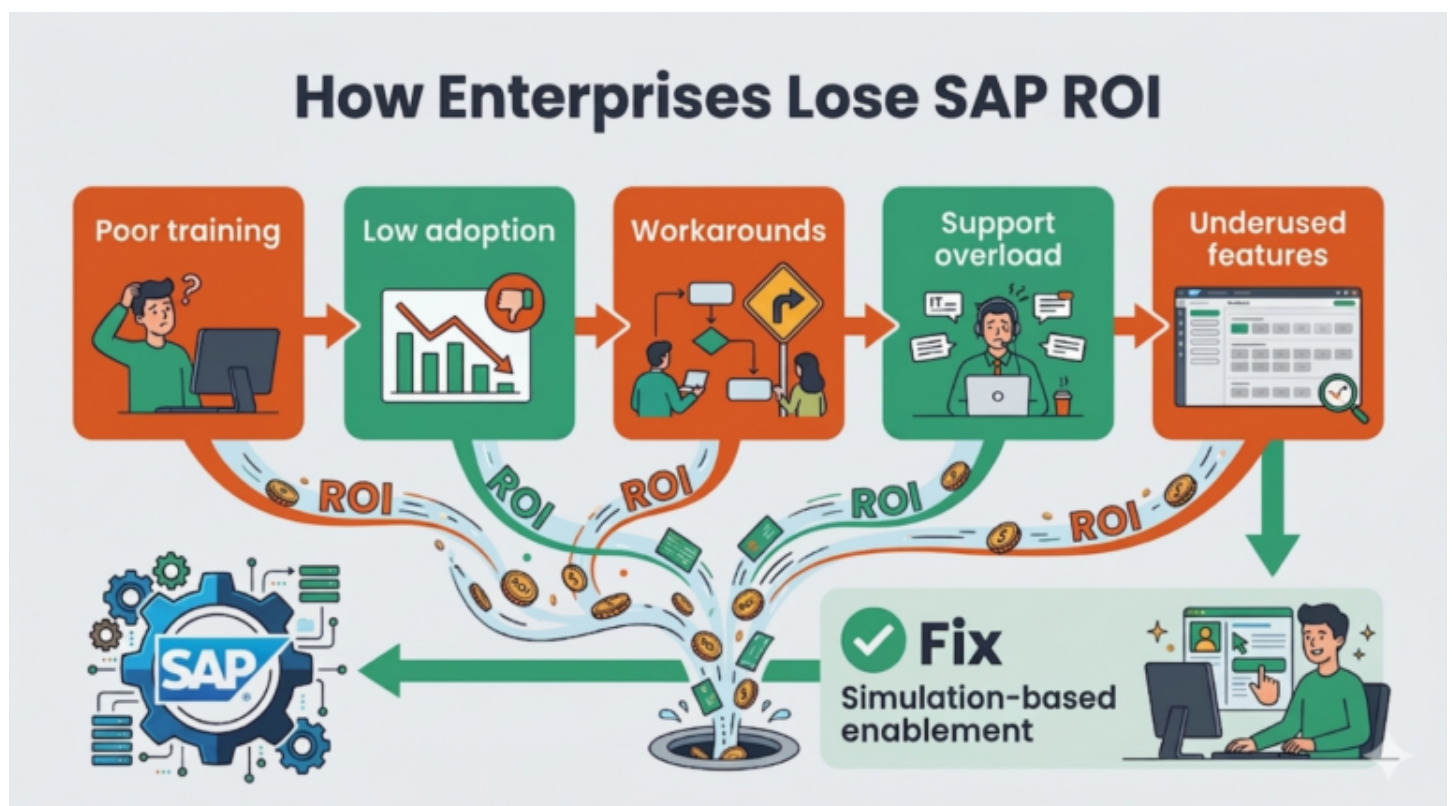 How Enterprises Lose SAP ROI
Poor training
Low adoption
Workarounds
Support
overload
Underused
features
?
IT
ROI
ROI
ROI
ROI
ROI
ROI
SAP
®
Fix
Simulation-based
enablement